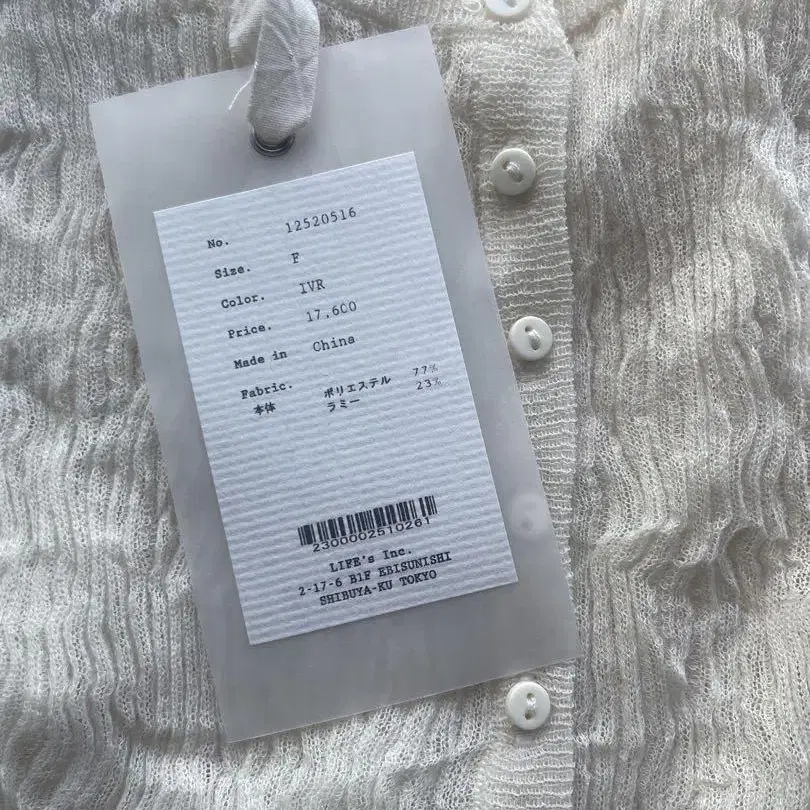 No. 12520516
Size. F
Color. IVR
Price. 17,600
Made in China
Fabric.
本体 ポリエステル 77%
ラミー 23%
2300002510261
LIFE's Inc.
2-17-6 B1F EBISUNISHI
SHIBUYA-KU TOKYO